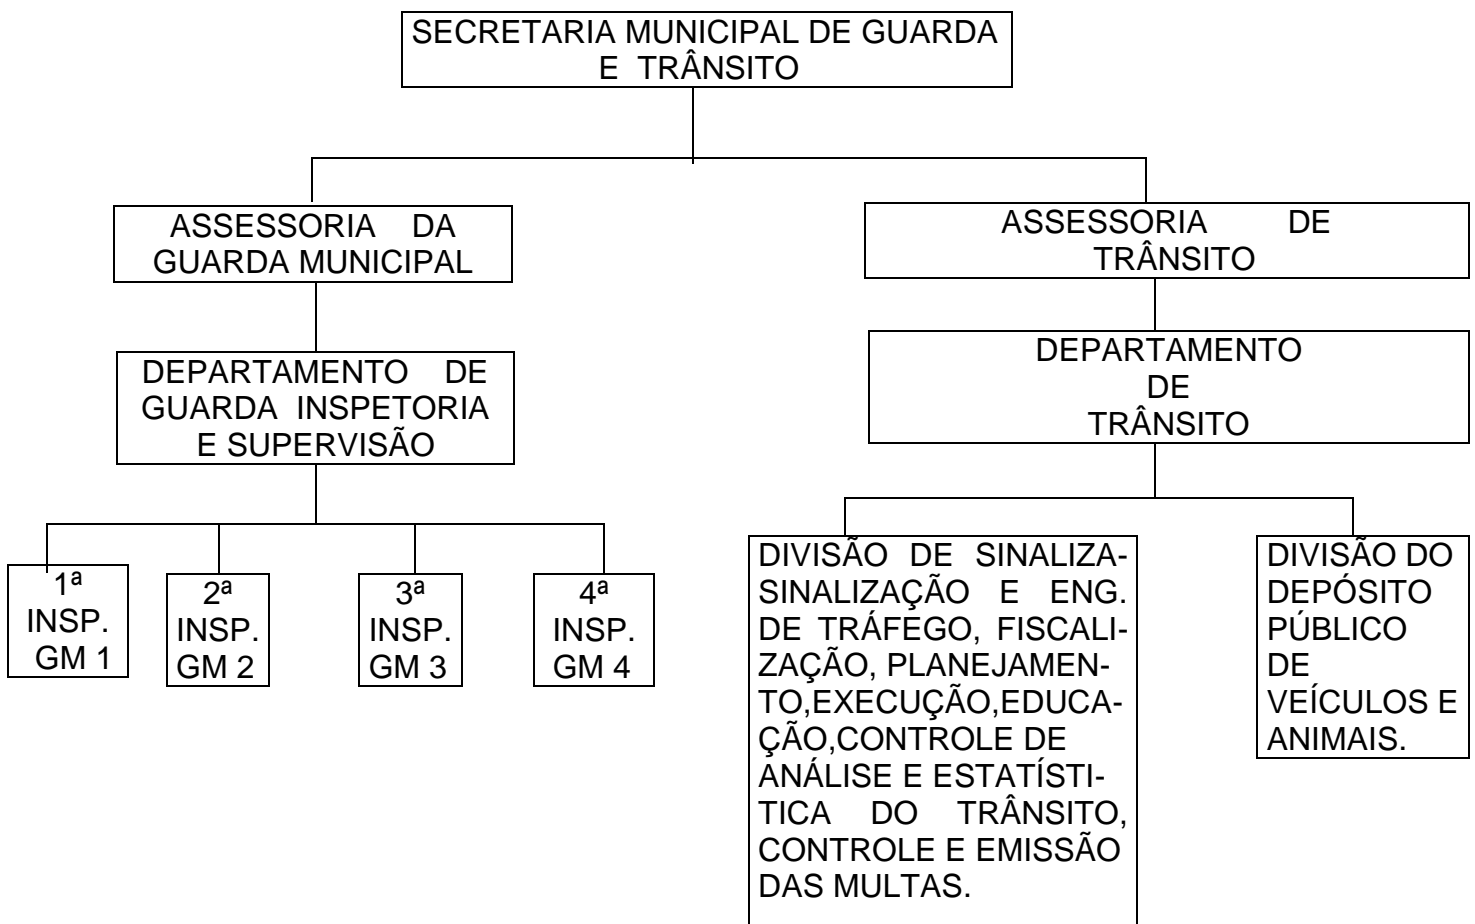 SECRETARIA MUNICIPAL DE GUARDA
E TRÂNSITO
ASSESSORIA DA
GUARDA MUNICIPAL
ASSESSORIA DE
TRÂNSITO
DEPARTAMENTO DE
GUARDA INSPETORIA
E SUPERVISÃO
DEPARTAMENTO
DE
TRÂNSITO
1ª
INSP.
GM 1
2ª
INSP.
GM 2
3ª
INSP.
GM 3
4ª
INSP.
GM 4
DIVISÃO DE SINALIZA-
SINALIZAÇÃO E ENG.
DE TRÁFEGO, FISCALI-
ZAÇÃO, PLANEJAMEN-
TO,EXECUÇÃO,EDUCA-
ÇÃO,CONTROLE DE
ANÁLISE E ESTATÍSTI-
TICA DO TRÂNSITO,
CONTROLE E EMISSÃO
DAS MULTAS.
DIVISÃO DO
DEPÓSITO
PÚBLICO
DE
VEÍCULOS E
ANIMAIS.